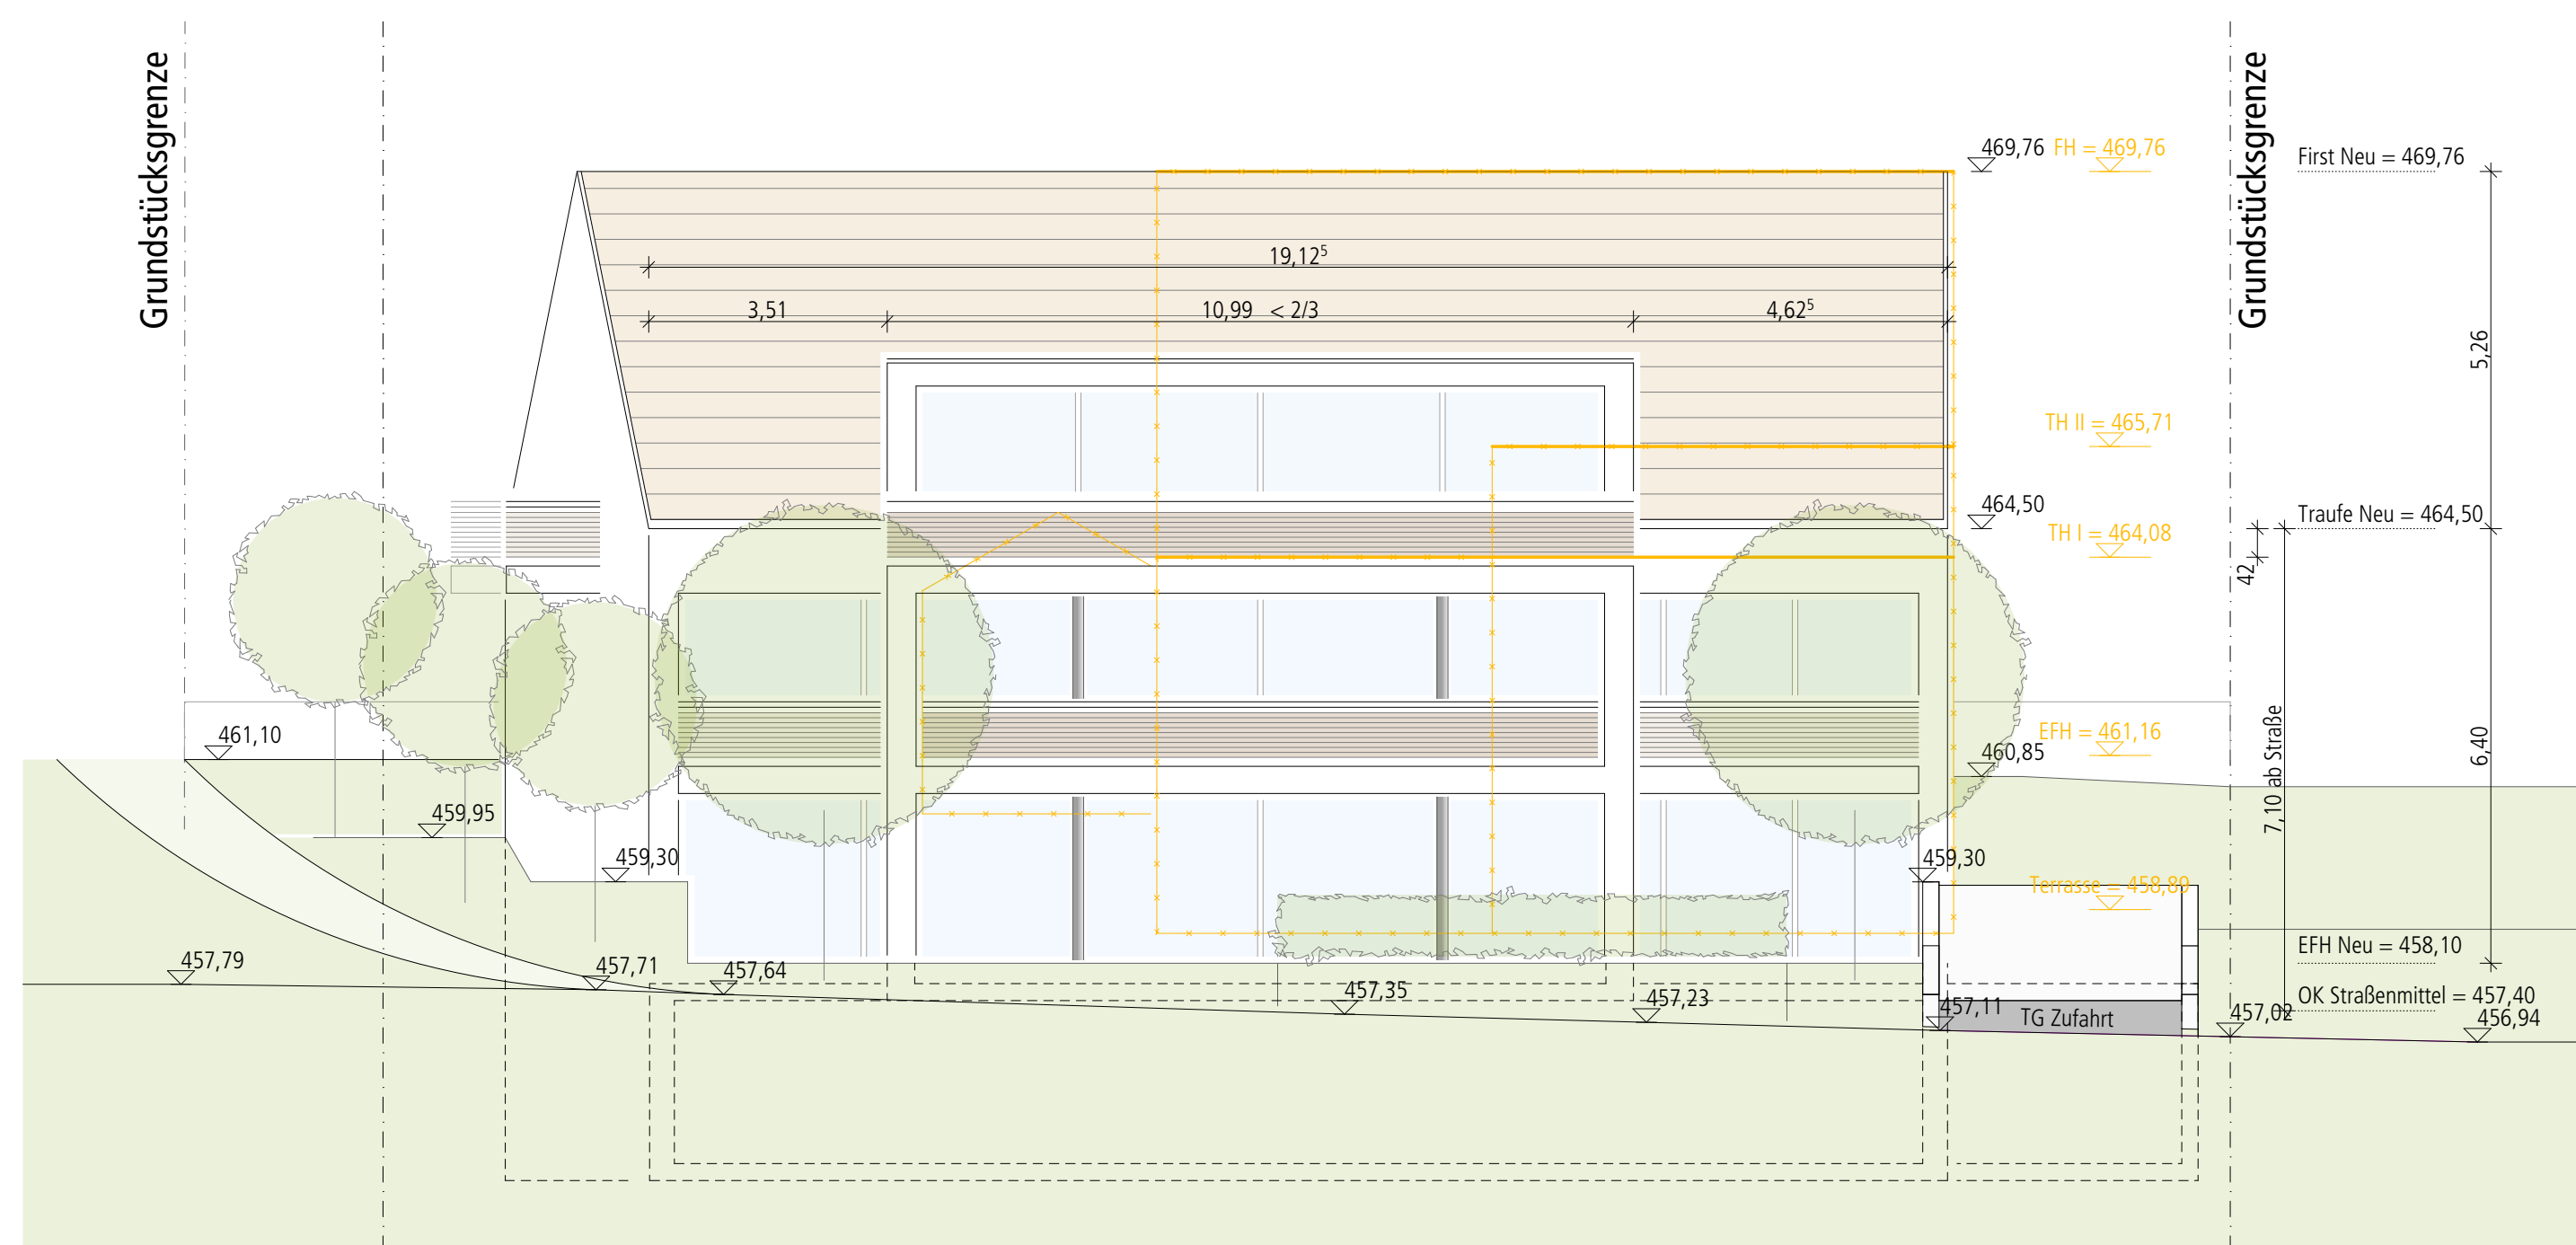 Grundstücksgrenze
Grundstücksgrenze
469,76
FH = 469,76
First Neu = 469,76
19,12⁵
3,51
10,99 < 2/3
4,62⁵
5,26
TH II = 465,71
464,50
Traufe Neu = 464,50
TH I = 464,08
42
461,10
EFH = 461,16
460,85
7,10 ab Straße
6,40
459,95
459,30
459,30
Terrasse = 458,89
EFH Neu = 458,10
457,79
457,71
457,64
457,35
457,23
457,11
TG Zufahrt
OK Straßenmittel = 457,40
457,02
456,94